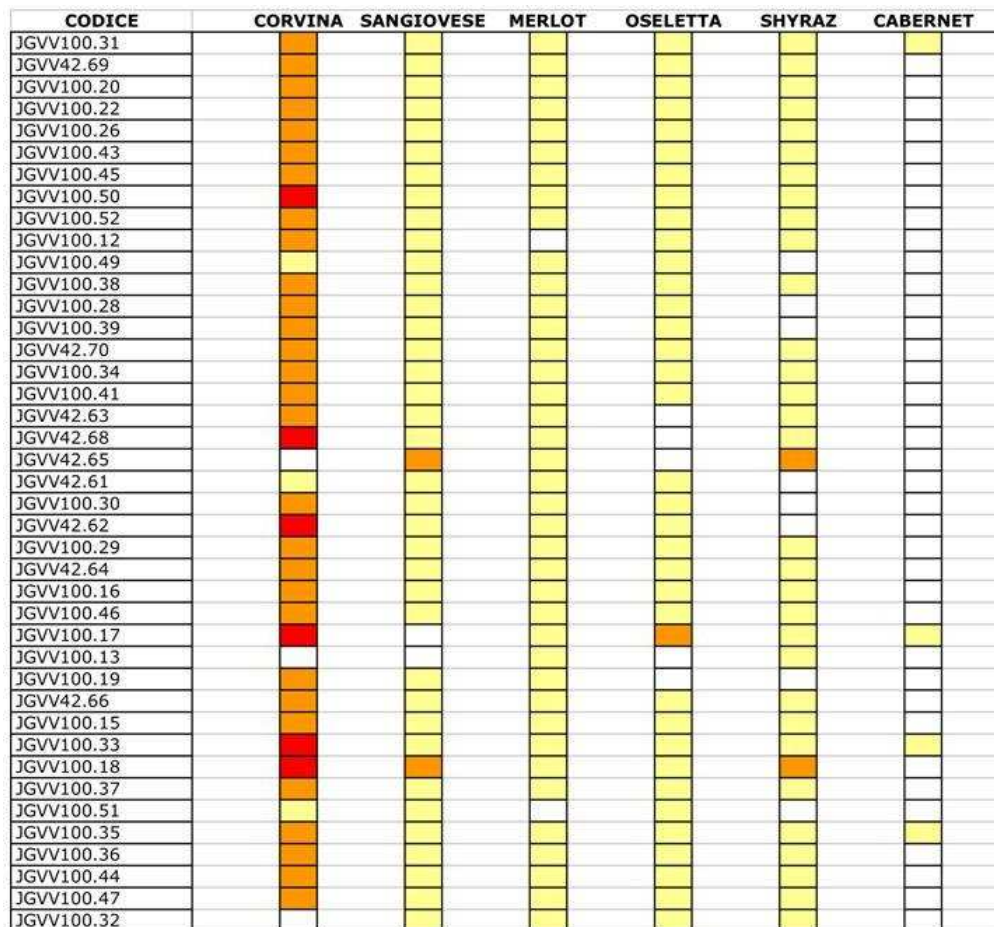 CODICE CORVINA SANGIOVESE MERLOT OSELETTA SHYRAZ CABERNET
JGVV100.31
JGVV42.69
JGVV100.20
JGVV100.22
JGVV100.26
JGVV100.43
JGVV100.45
JGVV100.50
JGVV100.52
JGVV100.12
JGVV100.49
JGVV100.38
JGVV100.28
JGVV100.39
JGVV42.70
JGVV100.34
JGVV100.41
JGVV42.63
JGVV42.68
JGVV42.65
JGVV42.61
JGVV100.30
JGVV42.62
JGVV100.29
JGVV42.64
JGVV100.16
JGVV100.46
JGVV100.17
JGVV100.13
JGVV100.19
JGVV42.66
JGVV100.15
JGVV100.33
JGVV100.18
JGVV100.37
JGVV100.51
JGVV100.35
JGVV100.36
JGVV100.44
JGVV100.47
JGVV100.32